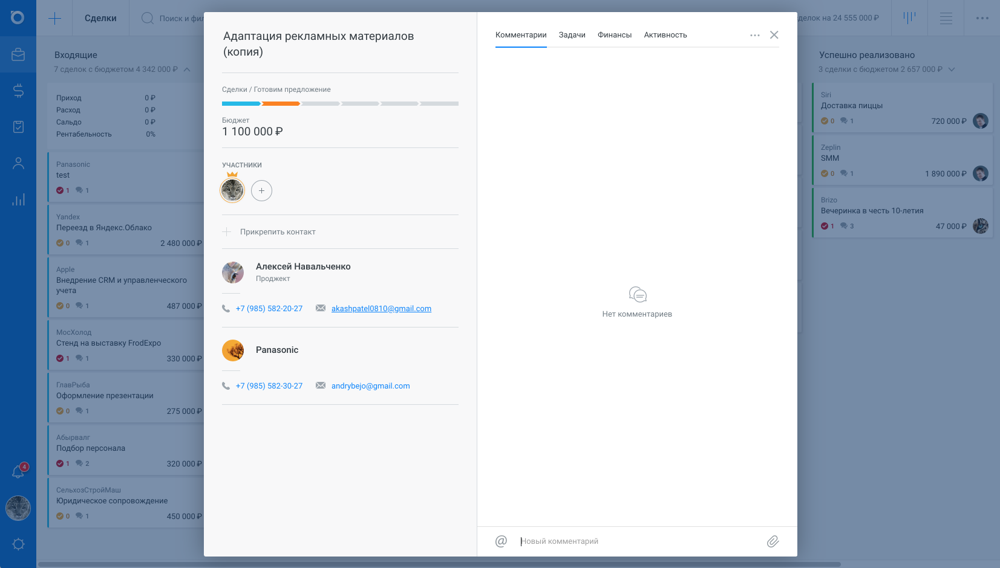 Сделки
Поиск и фил
делок на 24 555 000 ₽
Входящие
7 сделок с бюджетом 4 342 000 ₽
Приход 0 ₽
Расход 0 ₽
Сальдо 0 ₽
Рентабельность 0%
Panasonic
test
1 1
Yandex
Переезд в Яндекс.Облако
0 1 2 480 000 ₽
Apple
Внедрение CRM и управленческого
учета
0 1 487 000 ₽
МосХолод
Стенд на выставку FrodExpo
1 1 330 000 ₽
ГлавРыба
Оформление презентации
0 1 275 000 ₽
Абырвалг
Подбор персонала
1 2 320 000 ₽
СельхозСтройМаш
Юридическое сопровождение
0 1 450 000 ₽
4
Адаптация рекламных материалов
(копия)
Сделки / Готовим предложение
Бюджет
1 100 000 ₽
УЧАСТНИКИ
Прикрепить контакт
Алексей Навальченко
Проджект
+7 (985) 582-20-27 akashpatel0810@gmail.com
Panasonic
+7 (985) 582-30-27 andrybejo@gmail.com
Комментарии Задачи Финансы Активность
Нет комментариев
@ Новый комментарий
Успешно реализовано
3 сделки с бюджетом 2 657 000 ₽
Siri
Доставка пиццы
0 1 720 000 ₽
Zeplin
SMM
0 1 1 890 000 ₽
Brizo
Вечеринка в честь 10-летия
1 3 47 000 ₽